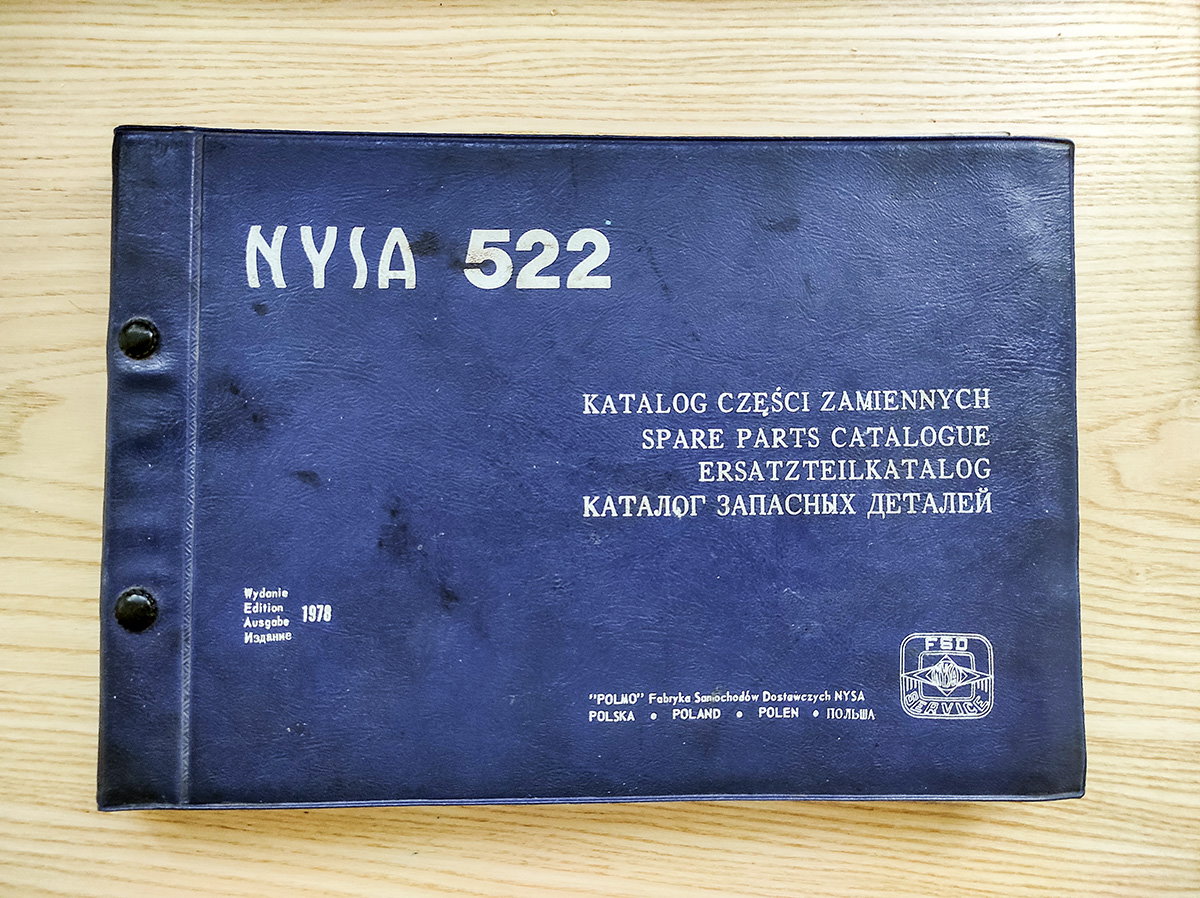 NYSA 522
KATALOG CZĘŚCI ZAMIENNYCH
SPARE PARTS CATALOGUE
ERSATZTEILKATALOG
КАТАЛОГ ЗАПАСНЫХ ДЕТАЛЕЙ
Wydanie
Edition
Ausgabe
Издание
1978
"POLMO" Fabryka Samochodów Dostawczych NYSA
POLSKA • POLAND • POLEN • ПОЛЬША
FSD
NYSA
SERVICE